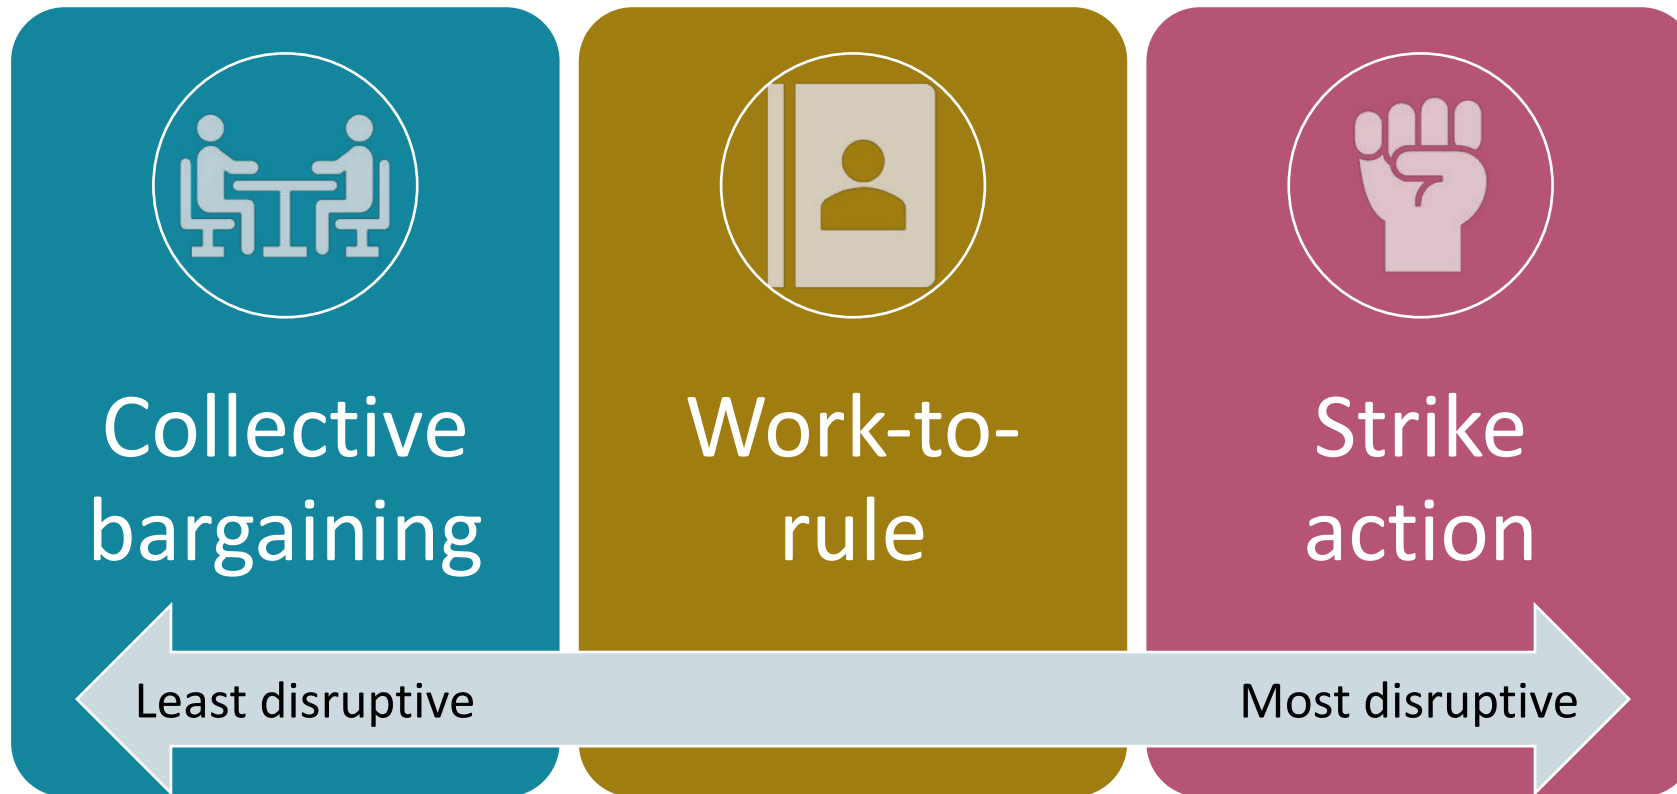 Collective
bargaining
Work-to-
rule
Strike
action
Least disruptive
Most disruptive